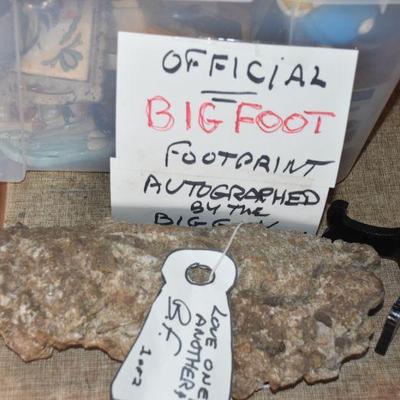 OFFICIAL
BIGFOOT
FOOTPRINT
AUTOGRAPHED
BY THE
LOVE ONE
ANOTHER
B.F.
2002